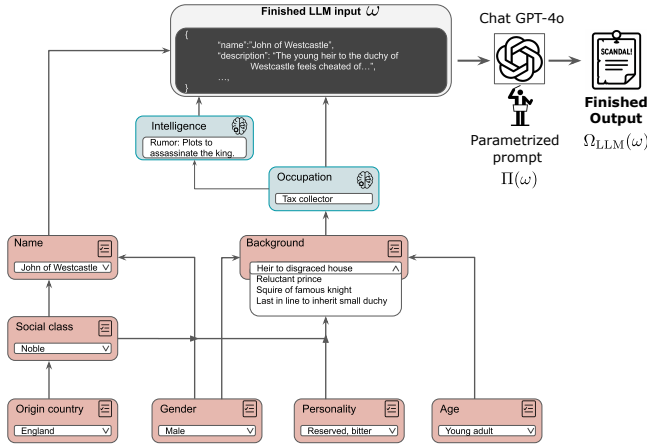 Finished LLM input ω
{
"name":"John of Westcastle",
"description": "The young heir to the duchy of
Westcastle feels cheated of…",
…,
}
Chat GPT-4o
SCANDAL!
Parametrized
prompt
Π(ω)
Finished
Output
Ω_LLM(ω)
Intelligence
Rumor: Plots to
assassinate the king.
Occupation
Tax collector
Name
John of Westcastle
Background
Heir to disgraced house
Reluctant prince
Squire of famous knight
Last in line to inherit small duchy
Social class
Noble
Origin country
England
Gender
Male
Personality
Reserved, bitter
Age
Young adult